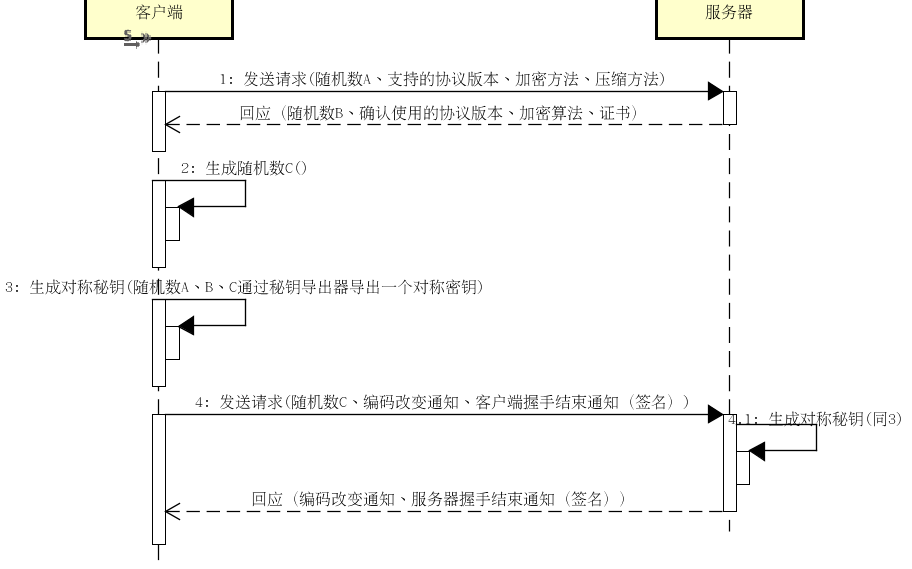 客户端
服务器
1: 发送请求(随机数A、支持的协议版本、加密方法、压缩方法)
回应 (随机数B、确认使用的协议版本、加密算法、证书)
2: 生成随机数C()
3: 生成对称秘钥(随机数A、B、C通过秘钥导出器导出一个对称密钥)
4: 发送请求(随机数C、编码改变通知、客户端握手结束通知 (签名) )
4.1: 生成对称秘钥(同3)
回应 (编码改变通知、服务器握手结束通知 (签名) )